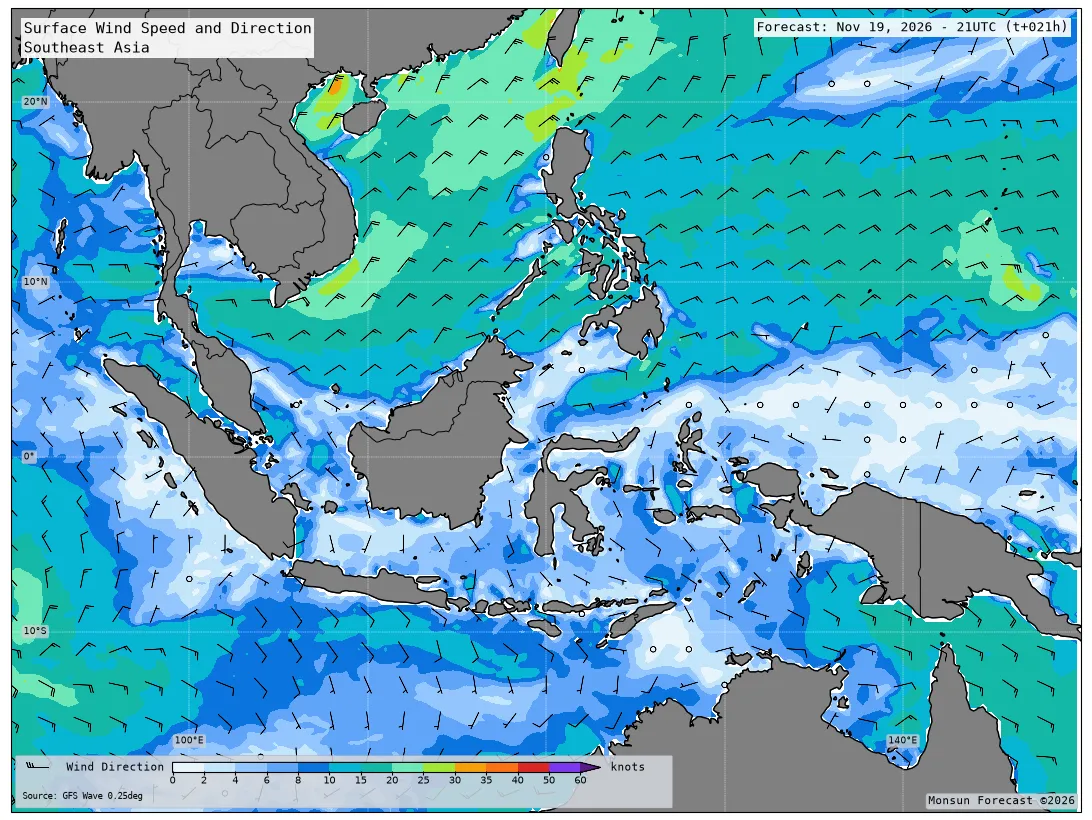 Surface Wind Speed and Direction
Southeast Asia
Forecast: Nov 19, 2026 - 21UTC (t+021h)
20°N
10°N
0°
10°S
100°E
140°E
Wind Direction
0 2 4 6 8 10 15 20 25 30 35 40 50 60
knots
Source: GFS Wave 0.25deg
Monsun Forecast ©2026